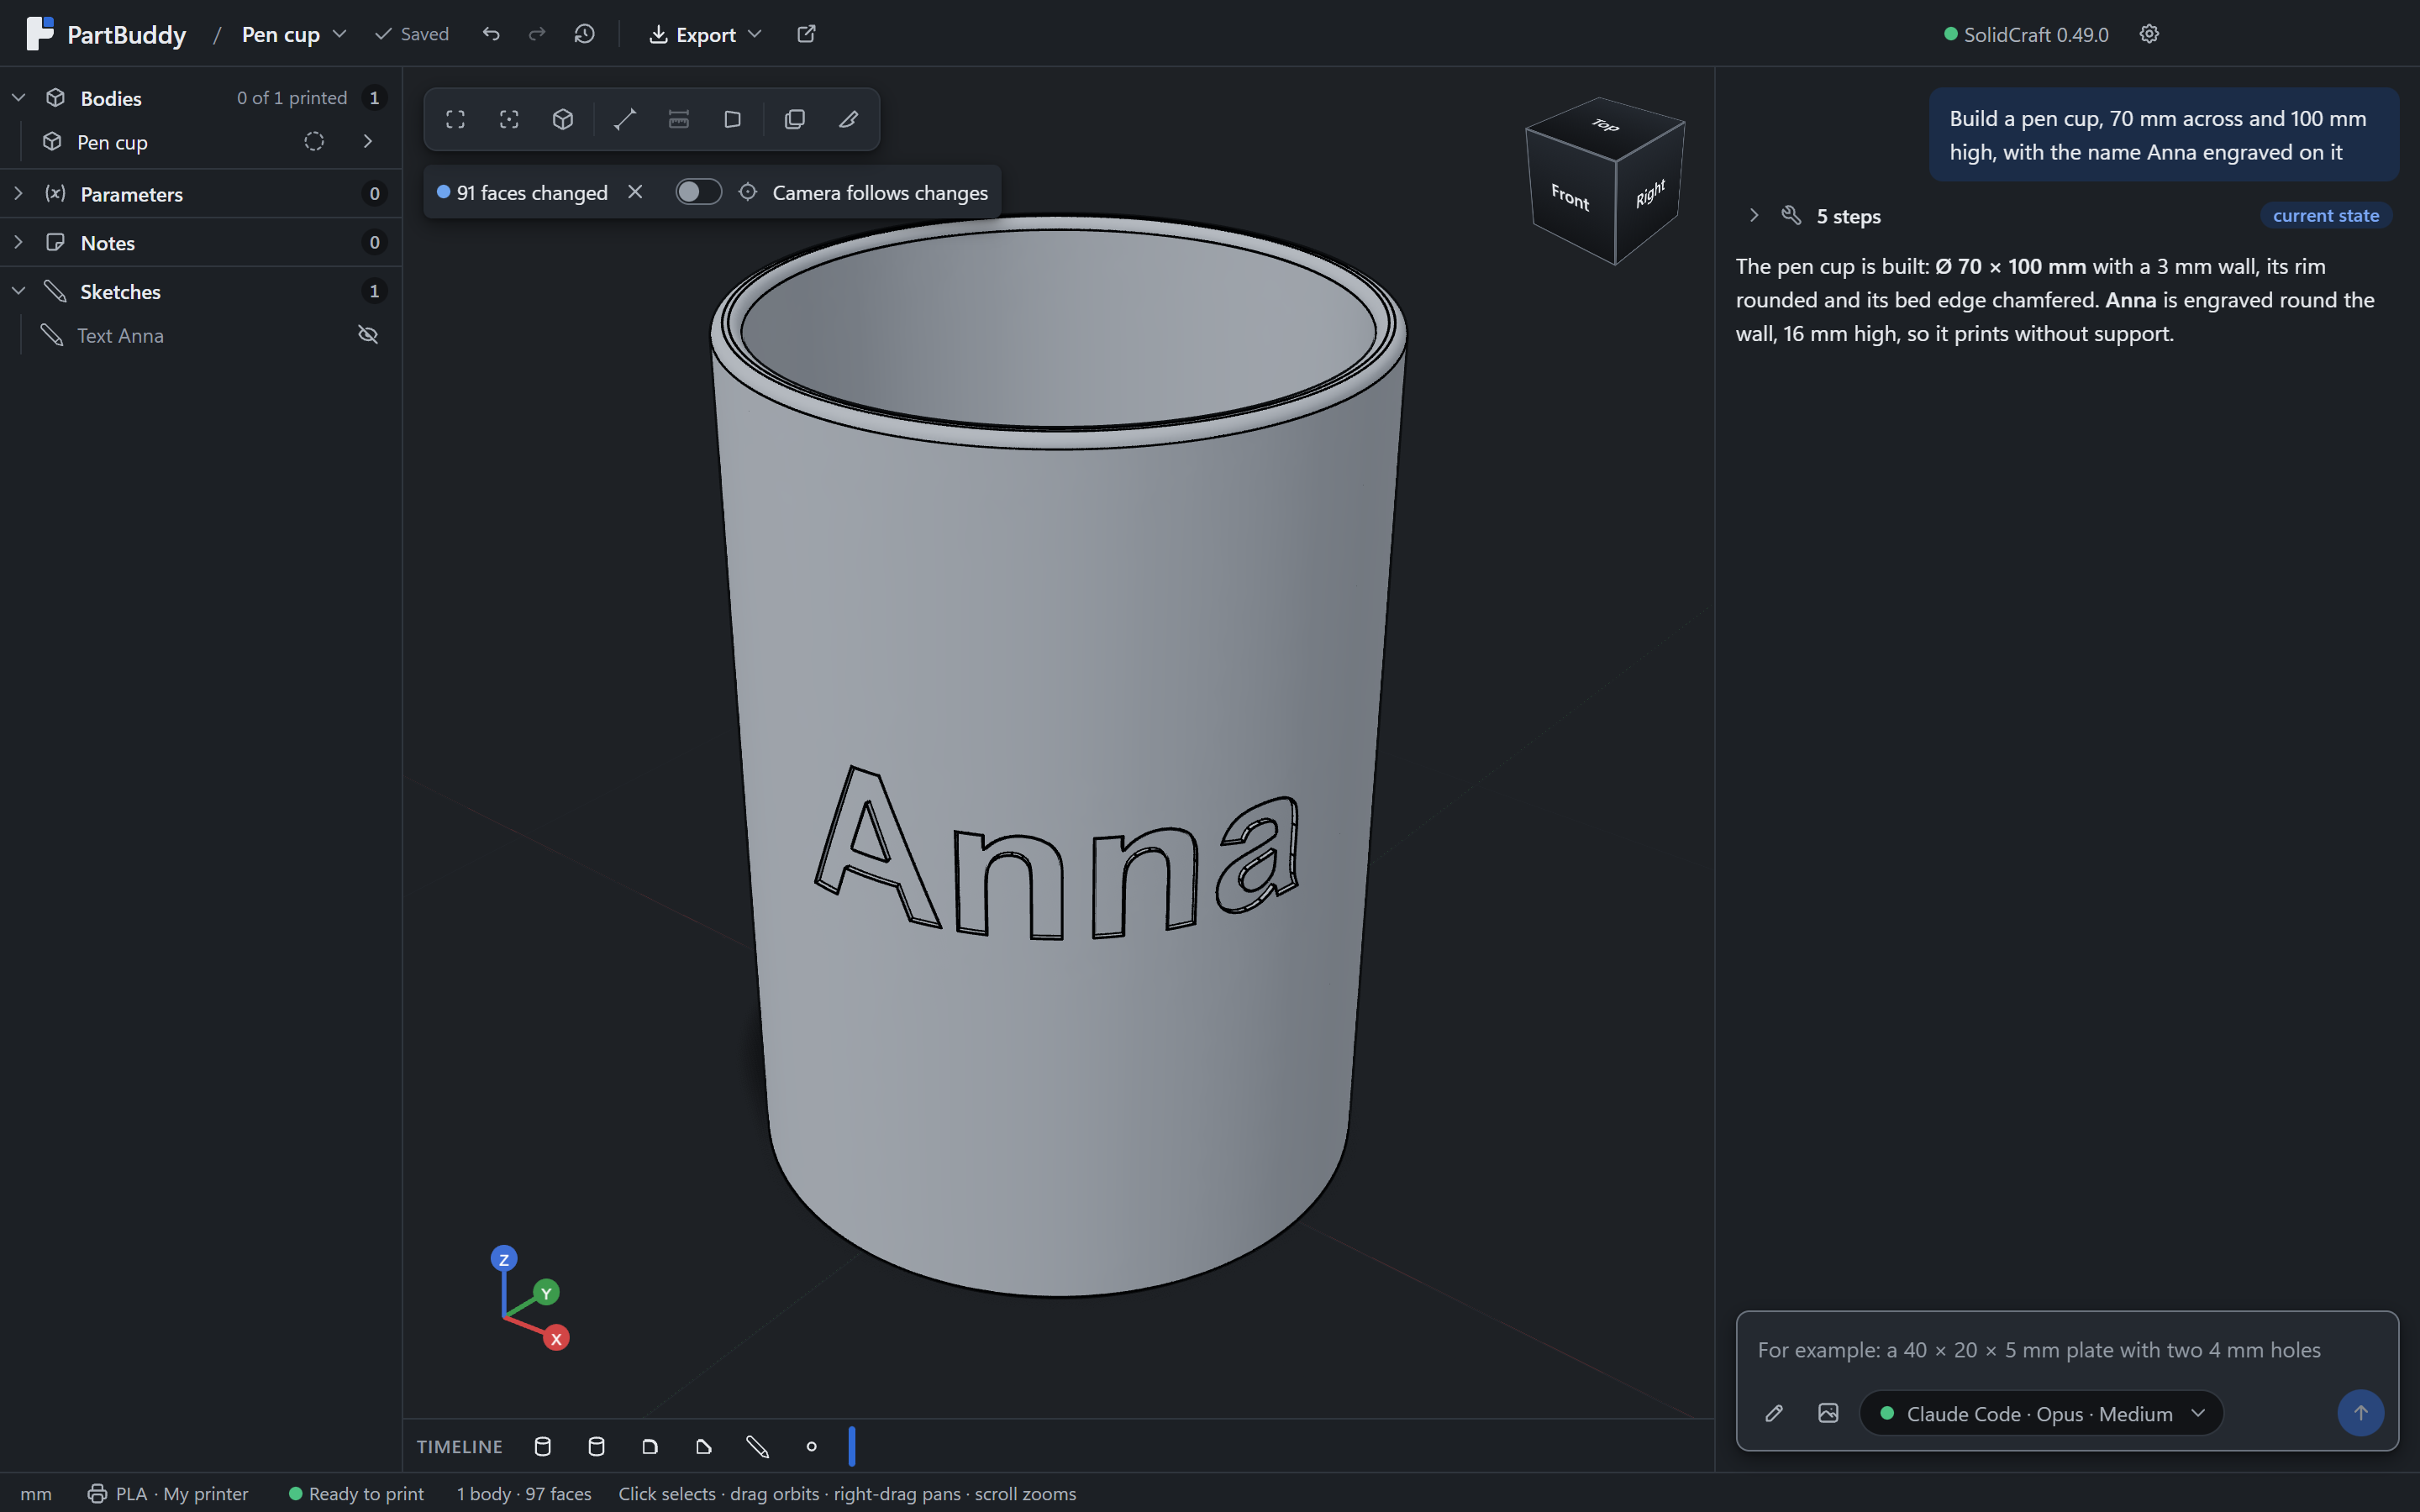 PartBuddy / Pen cup Saved Export SolidCraft 0.49.0
Bodies 0 of 1 printed 1
Pen cup
(x) Parameters 0
Notes 0
Sketches 1
Text Anna
91 faces changed Camera follows changes
Top
Front
Right
Anna
Z
Y
X
TIMELINE
Build a pen cup, 70 mm across and 100 mm
high, with the name Anna engraved on it
5 steps current state
The pen cup is built: Ø 70 × 100 mm with a 3 mm wall, its rim
rounded and its bed edge chamfered. Anna is engraved round the
wall, 16 mm high, so it prints without support.
For example: a 40 × 20 × 5 mm plate with two 4 mm holes
Claude Code · Opus · Medium
mm PLA · My printer Ready to print 1 body · 97 faces Click selects · drag orbits · right-drag pans · scroll zooms